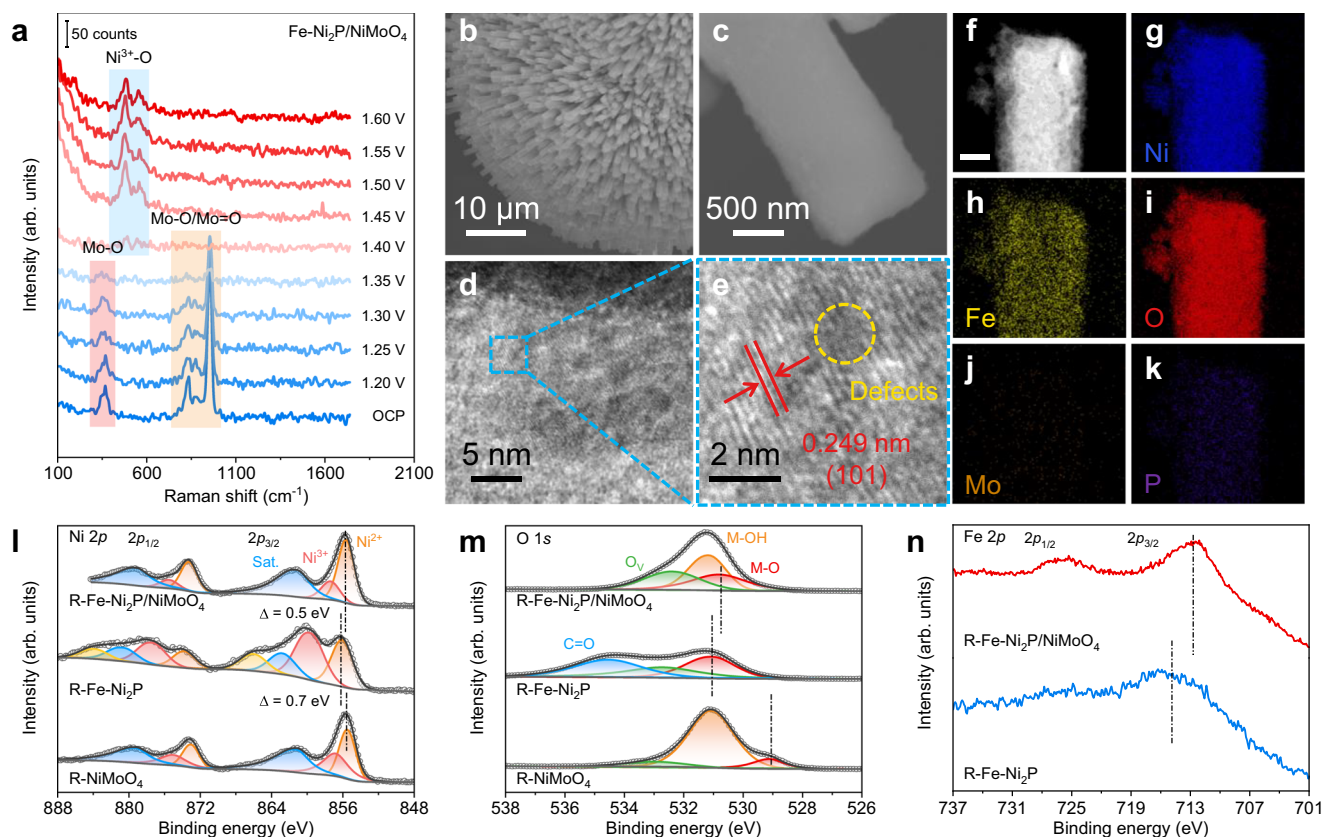 a
50 counts
Fe-Ni₂P/NiMoO₄
Ni³⁺-O
1.60 V
1.55 V
1.50 V
1.45 V
Mo-O/Mo=O
Mo-O
1.40 V
1.35 V
1.30 V
1.25 V
1.20 V
OCP
Intensity (arb. units)
100 600 1100 1600 2100
Raman shift (cm⁻¹)
b
10 μm
c
500 nm
d
5 nm
e
Defects
0.249 nm
(101)
2 nm
f
g
Ni
h
Fe
i
O
j
Mo
k
P
l
Ni 2p
2p₁/₂
2p₃/₂
Sat.
Ni³⁺
Ni²⁺
R-Fe-Ni₂P/NiMoO₄
Δ = 0.5 eV
R-Fe-Ni₂P
Δ = 0.7 eV
R-NiMoO₄
Intensity (arb. units)
888 880 872 864 856 848
Binding energy (eV)
m
O 1s
M-OH
Oᵥ
M-O
R-Fe-Ni₂P/NiMoO₄
C=O
R-Fe-Ni₂P
R-NiMoO₄
Intensity (arb. units)
538 536 534 532 530 528 526
Binding energy (eV)
n
Fe 2p
2p₁/₂
2p₃/₂
R-Fe-Ni₂P/NiMoO₄
R-Fe-Ni₂P
Intensity (arb. units)
737 731 725 719 713 707 701
Binding energy (eV)